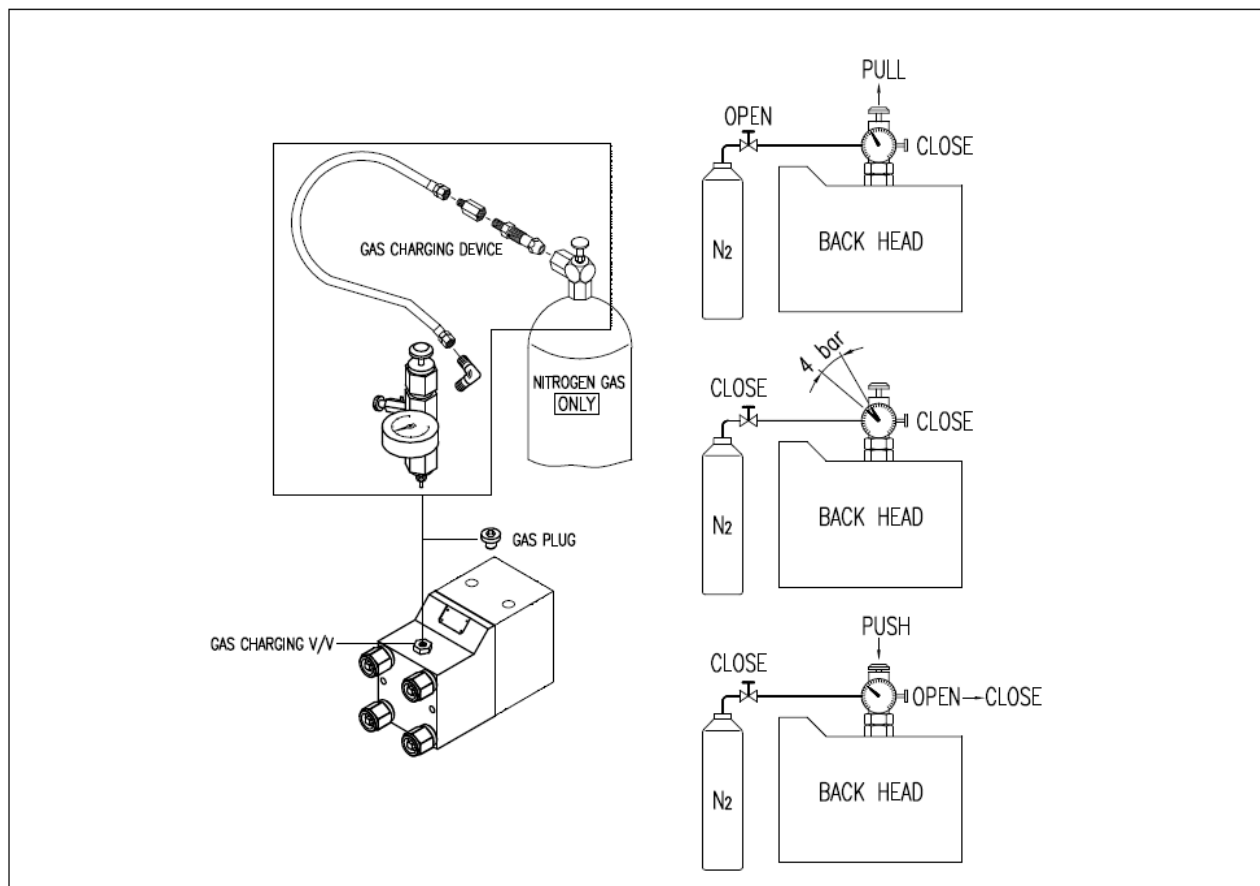 GAS CHARGING DEVICE
NITROGEN GAS
ONLY
GAS PLUG
GAS CHARGING V/V
PULL
OPEN
CLOSE
N2
BACK HEAD
4 bar
CLOSE
CLOSE
N2
BACK HEAD
PUSH
CLOSE
OPEN→CLOSE
N2
BACK HEAD